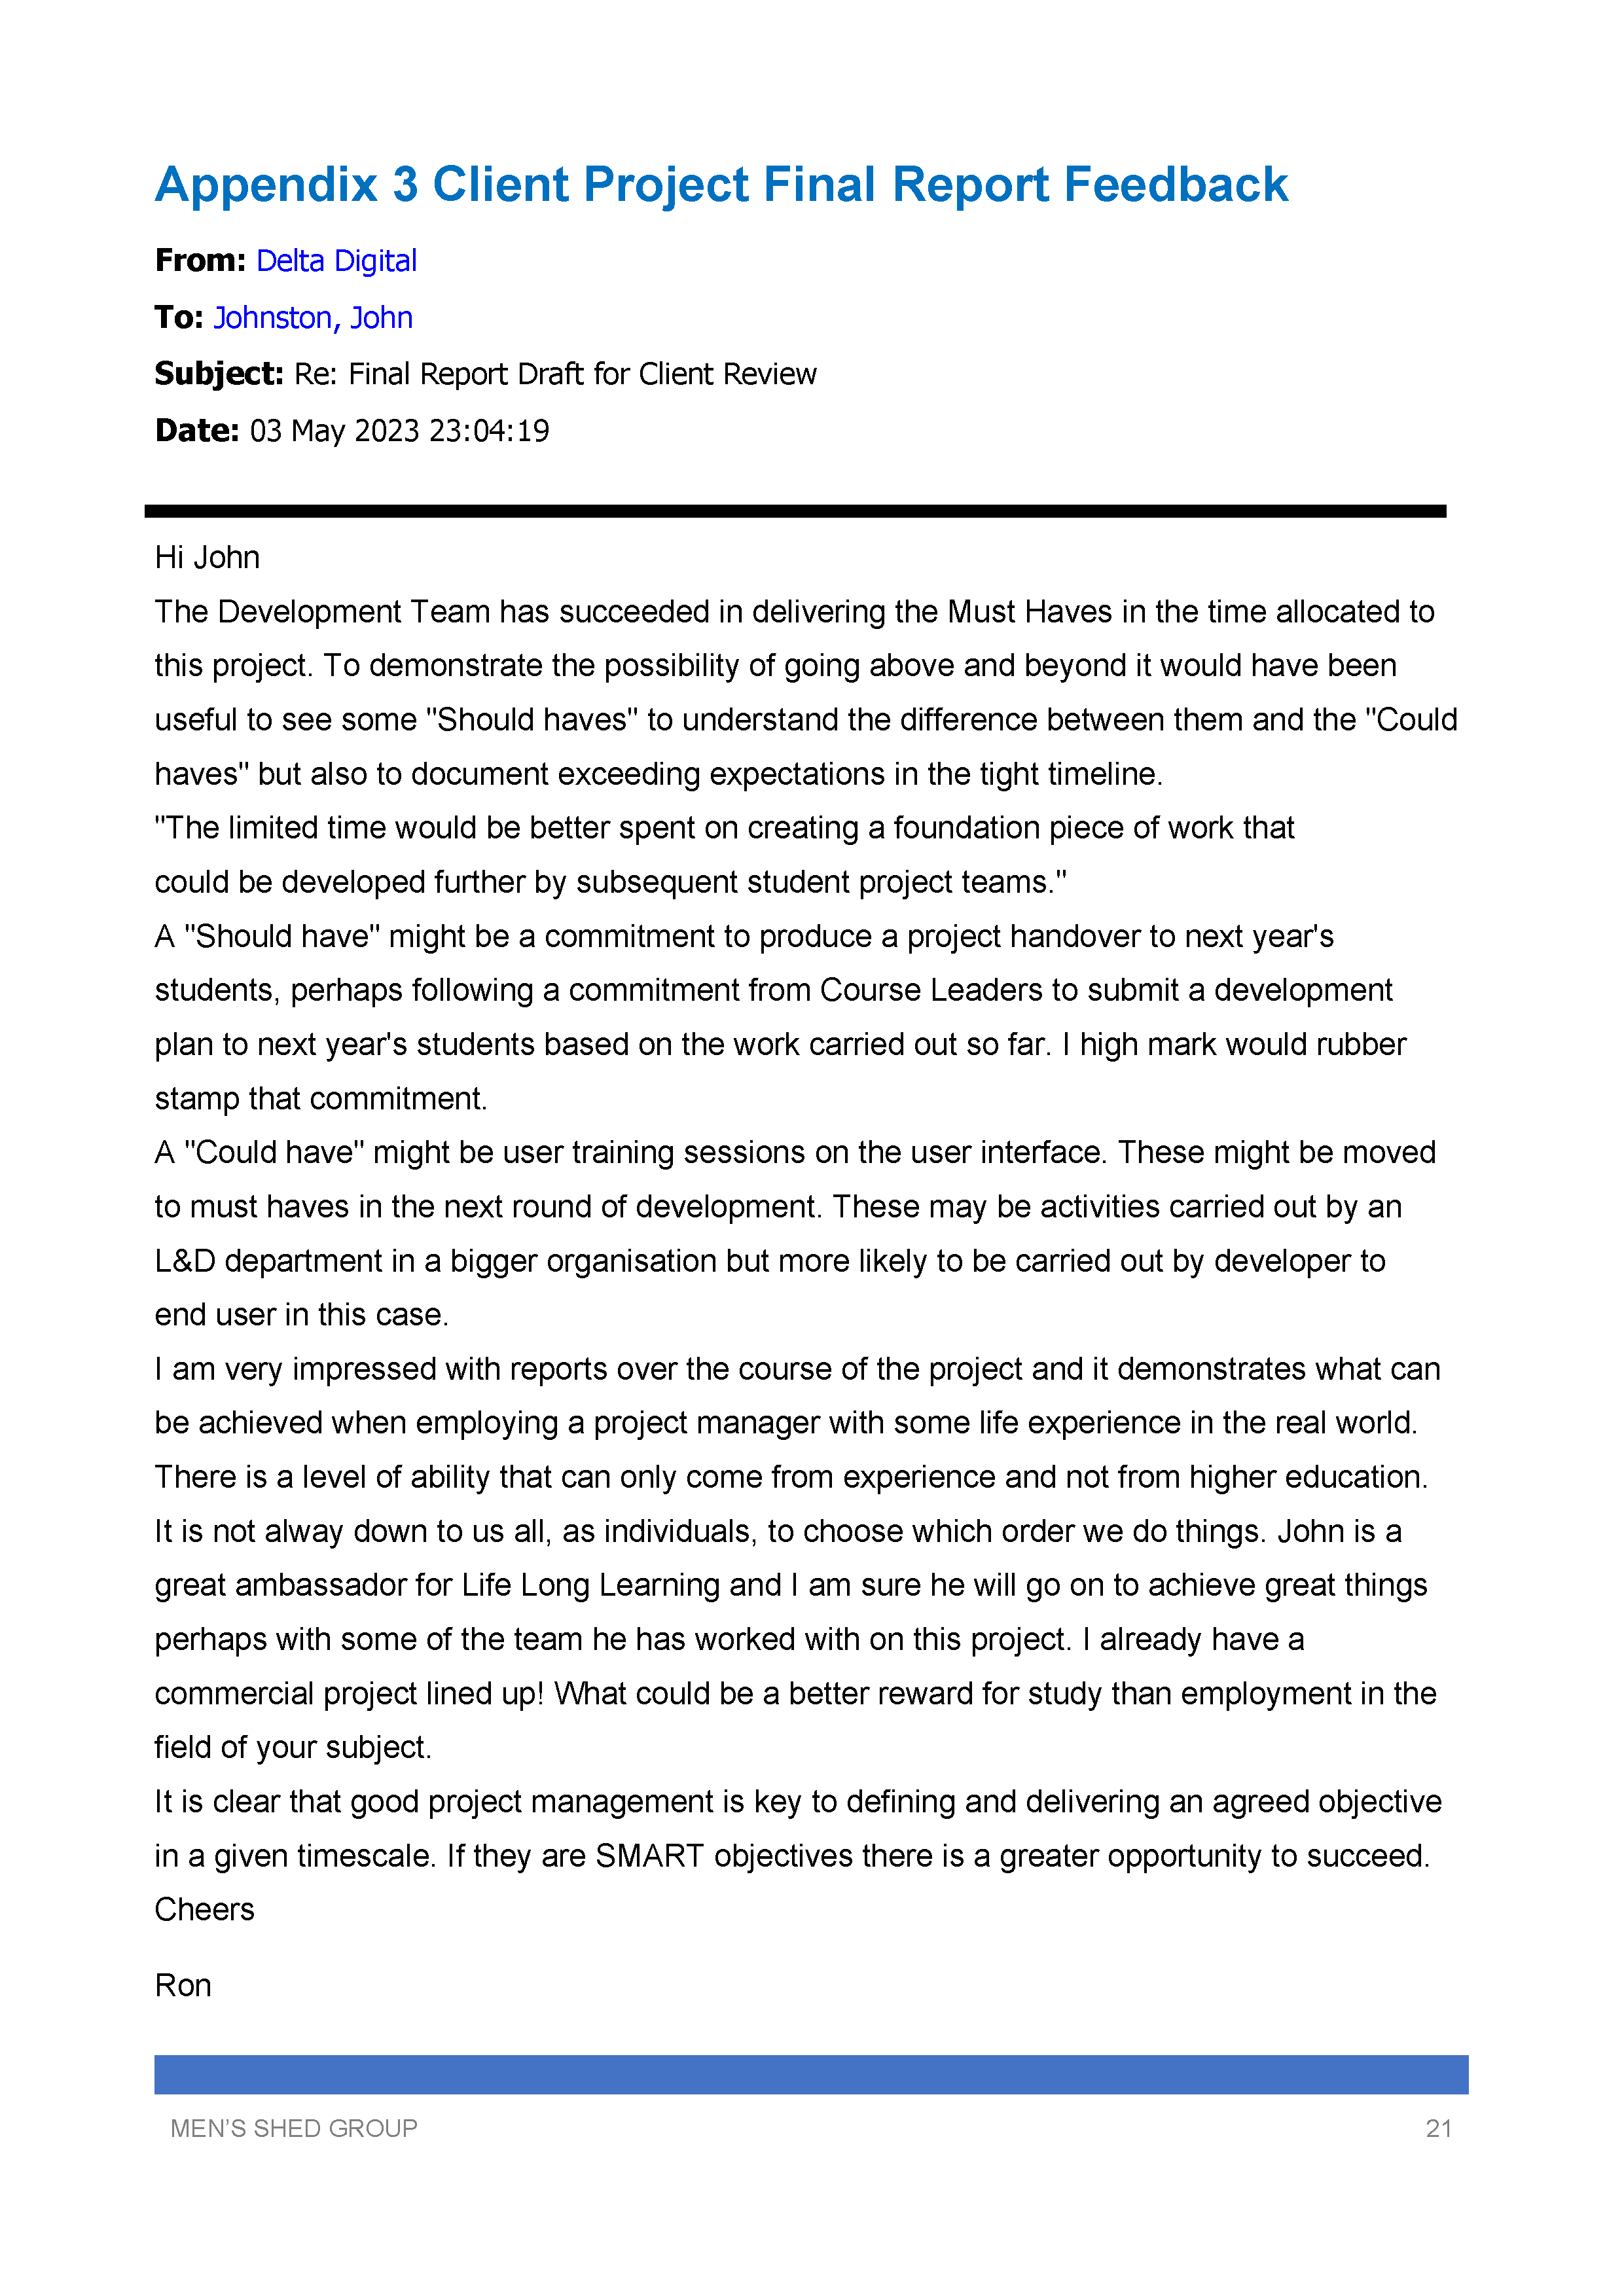 Appendix 3 Client Project Final Report Feedback
From: Delta Digital
To: Johnston, John
Subject: Re: Final Report Draft for Client Review
Date: 03 May 2023 23:04:19
Hi John
The Development Team has succeeded in delivering the Must Haves in the time allocated to
this project. To demonstrate the possibility of going above and beyond it would have been
useful to see some "Should haves" to understand the difference between them and the "Could
haves" but also to document exceeding expectations in the tight timeline.
"The limited time would be better spent on creating a foundation piece of work that
could be developed further by subsequent student project teams."
A "Should have" might be a commitment to produce a project handover to next year's
students, perhaps following a commitment from Course Leaders to submit a development
plan to next year's students based on the work carried out so far. I high mark would rubber
stamp that commitment.
A "Could have" might be user training sessions on the user interface. These might be moved
to must haves in the next round of development. These may be activities carried out by an
L&D department in a bigger organisation but more likely to be carried out by developer to
end user in this case.
I am very impressed with reports over the course of the project and it demonstrates what can
be achieved when employing a project manager with some life experience in the real world.
There is a level of ability that can only come from experience and not from higher education.
It is not alway down to us all, as individuals, to choose which order we do things. John is a
great ambassador for Life Long Learning and I am sure he will go on to achieve great things
perhaps with some of the team he has worked with on this project. I already have a
commercial project lined up! What could be a better reward for study than employment in the
field of your subject.
It is clear that good project management is key to defining and delivering an agreed objective
in a given timescale. If they are SMART objectives there is a greater opportunity to succeed.
Cheers
Ron
MEN’S SHED GROUP 21